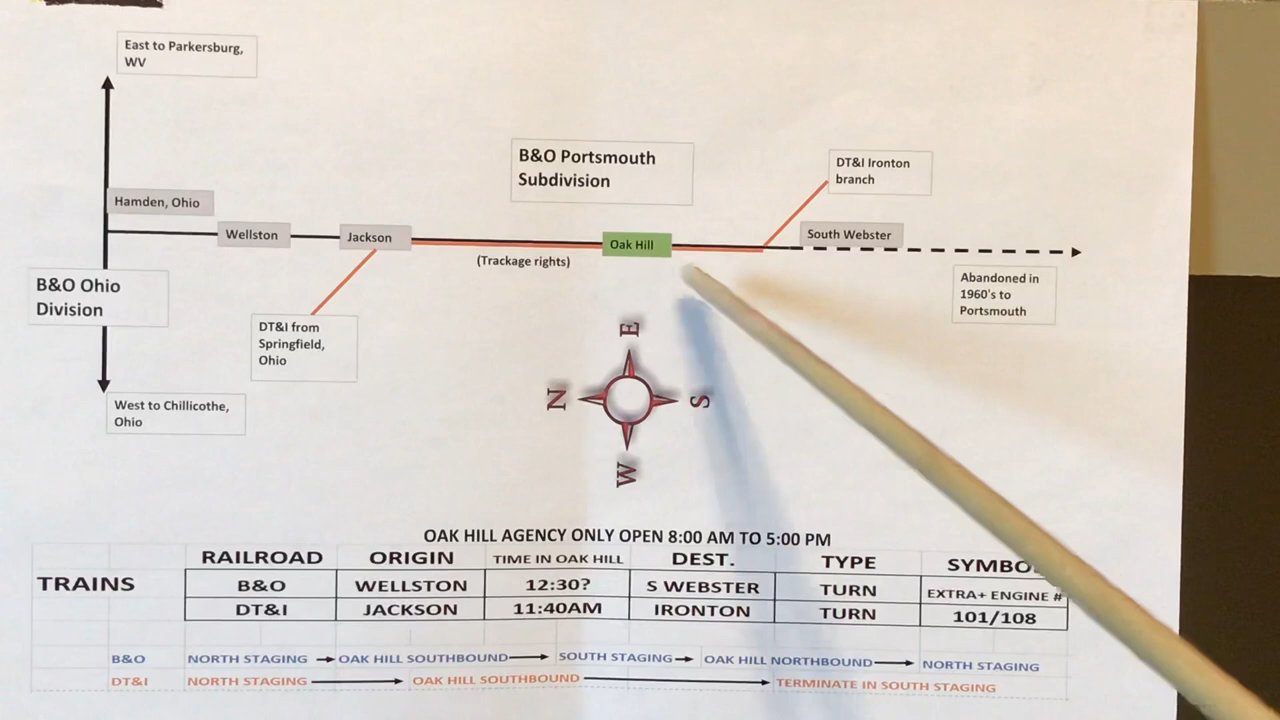 East to Parkersburg,
WV
B&O Portsmouth
Subdivision
DT&I Ironton
branch
Hamden, Ohio
Wellston
Jackson
Oak Hill
South Webster
(Trackage rights)
B&O Ohio
Division
Abandoned in
1960's to
Portsmouth
DT&I from
Springfield,
Ohio
E
N
S
W
West to Chillicothe,
Ohio
OAK HILL AGENCY ONLY OPEN 8:00 AM TO 5:00 PM
RAILROAD ORIGIN TIME IN OAK HILL DEST. TYPE SYMBO
TRAINS B&O WELLSTON 12:30? S WEBSTER TURN EXTRA+ ENGINE #
DT&I JACKSON 11:40AM IRONTON TURN 101/108
B&O NORTH STAGING OAK HILL SOUTHBOUND SOUTH STAGING OAK HILL NORTHBOUND NORTH STAGING
DT&I NORTH STAGING OAK HILL SOUTHBOUND TERMINATE IN SOUTH STAGING